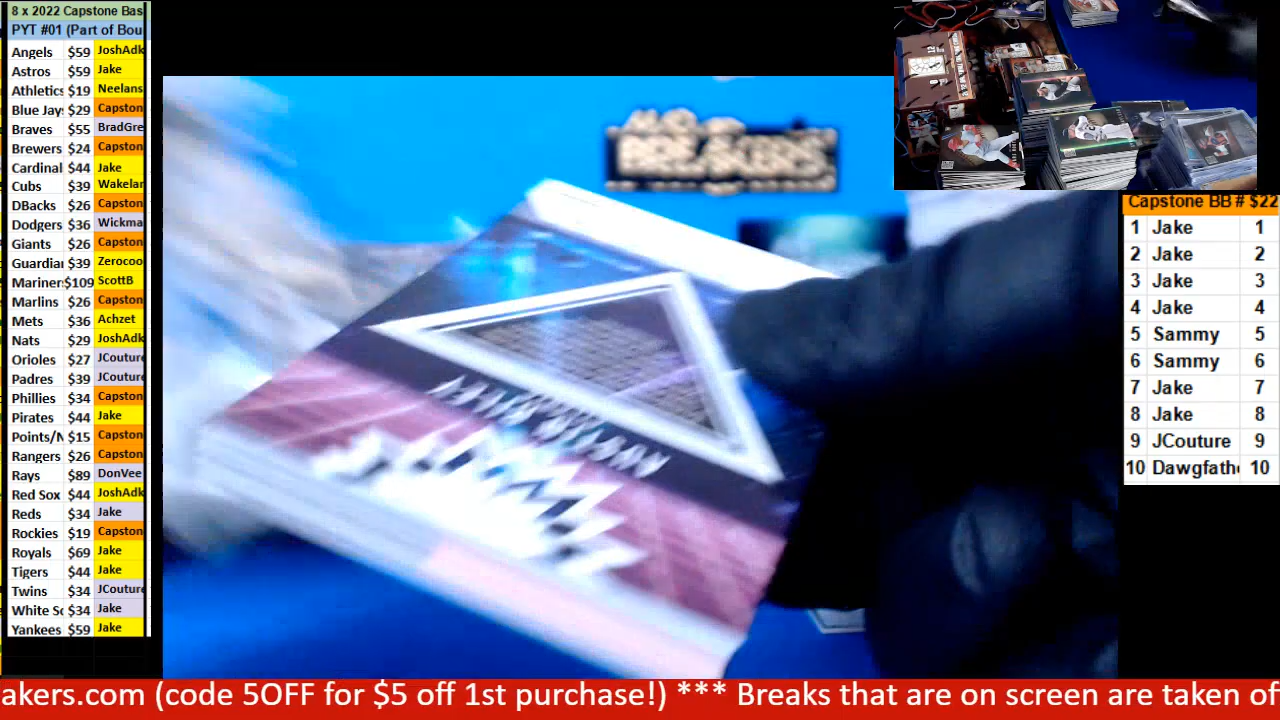 8 x 2022 Capstone Bas
PYT #01 (Part of Bou
Angels $59 JoshAdk
Astros $59 Jake
Athletics $19 Neelans
Blue Jay $29 Capston
Braves $55 BradGre
Brewers $24 Capston
Cardinal $44 Jake
Cubs $39 Wakelar
DBacks $26 Capston
Dodgers $36 Wickma
Giants $26 Capston
Guardia $39 Zerocoo
Mariner $109 ScottB
Marlins $26 Capston
Mets $36 Achzet
Nats $29 JoshAdk
Orioles $27 JCouture
Padres $39 JCouture
Phillies $34 Capston
Pirates $44 Jake
Points/N $15 Capston
Rangers $26 Capston
Rays $89 DonVee
Red Sox $44 JoshAdk
Reds $34 Jake
Rockies $19 Capston
Royals $69 Jake
Tigers $44 Jake
Twins $34 JCouture
White So $34 Jake
Yankees $59 Jake
BREAKERS
Capstone BB # $22
1 Jake 1
2 Jake 2
3 Jake 3
4 Jake 4
5 Sammy 5
6 Sammy 6
7 Jake 7
8 Jake 8
9 JCouture 9
10 Dawgfath 10
akers.com (code 5OFF for $5 off 1st purchase!) *** Breaks that are on screen are taken of